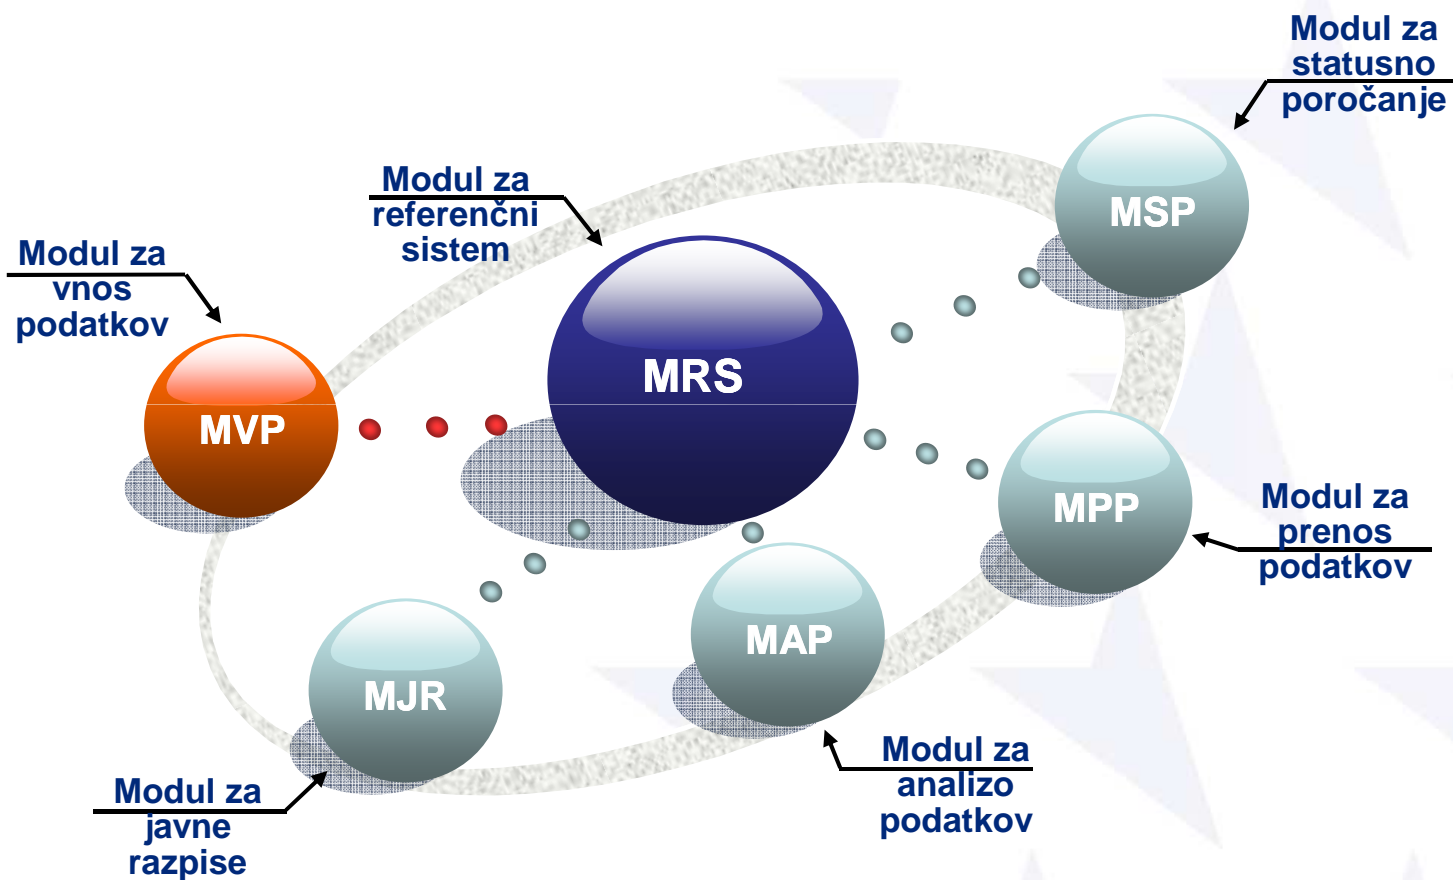 Modul za
statusno
poročanje
MSP
Modul za
referenčni
sistem
MRS
Modul za
vnos
podatkov
MVP
MPP
Modul za
prenos
podatkov
MAP
Modul za
analizo
podatkov
MJR
Modul za
javne
razpise